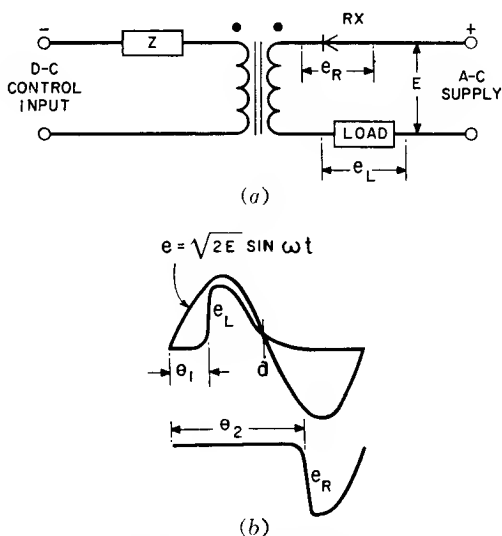 RX
− +
D-C
CONTROL
INPUT
Z
e_R
E
A-C
SUPPLY
LOAD
e_L
(a)
e = √2E SIN ωt
e_L
θ_1
a
θ_2
e_R
(b)